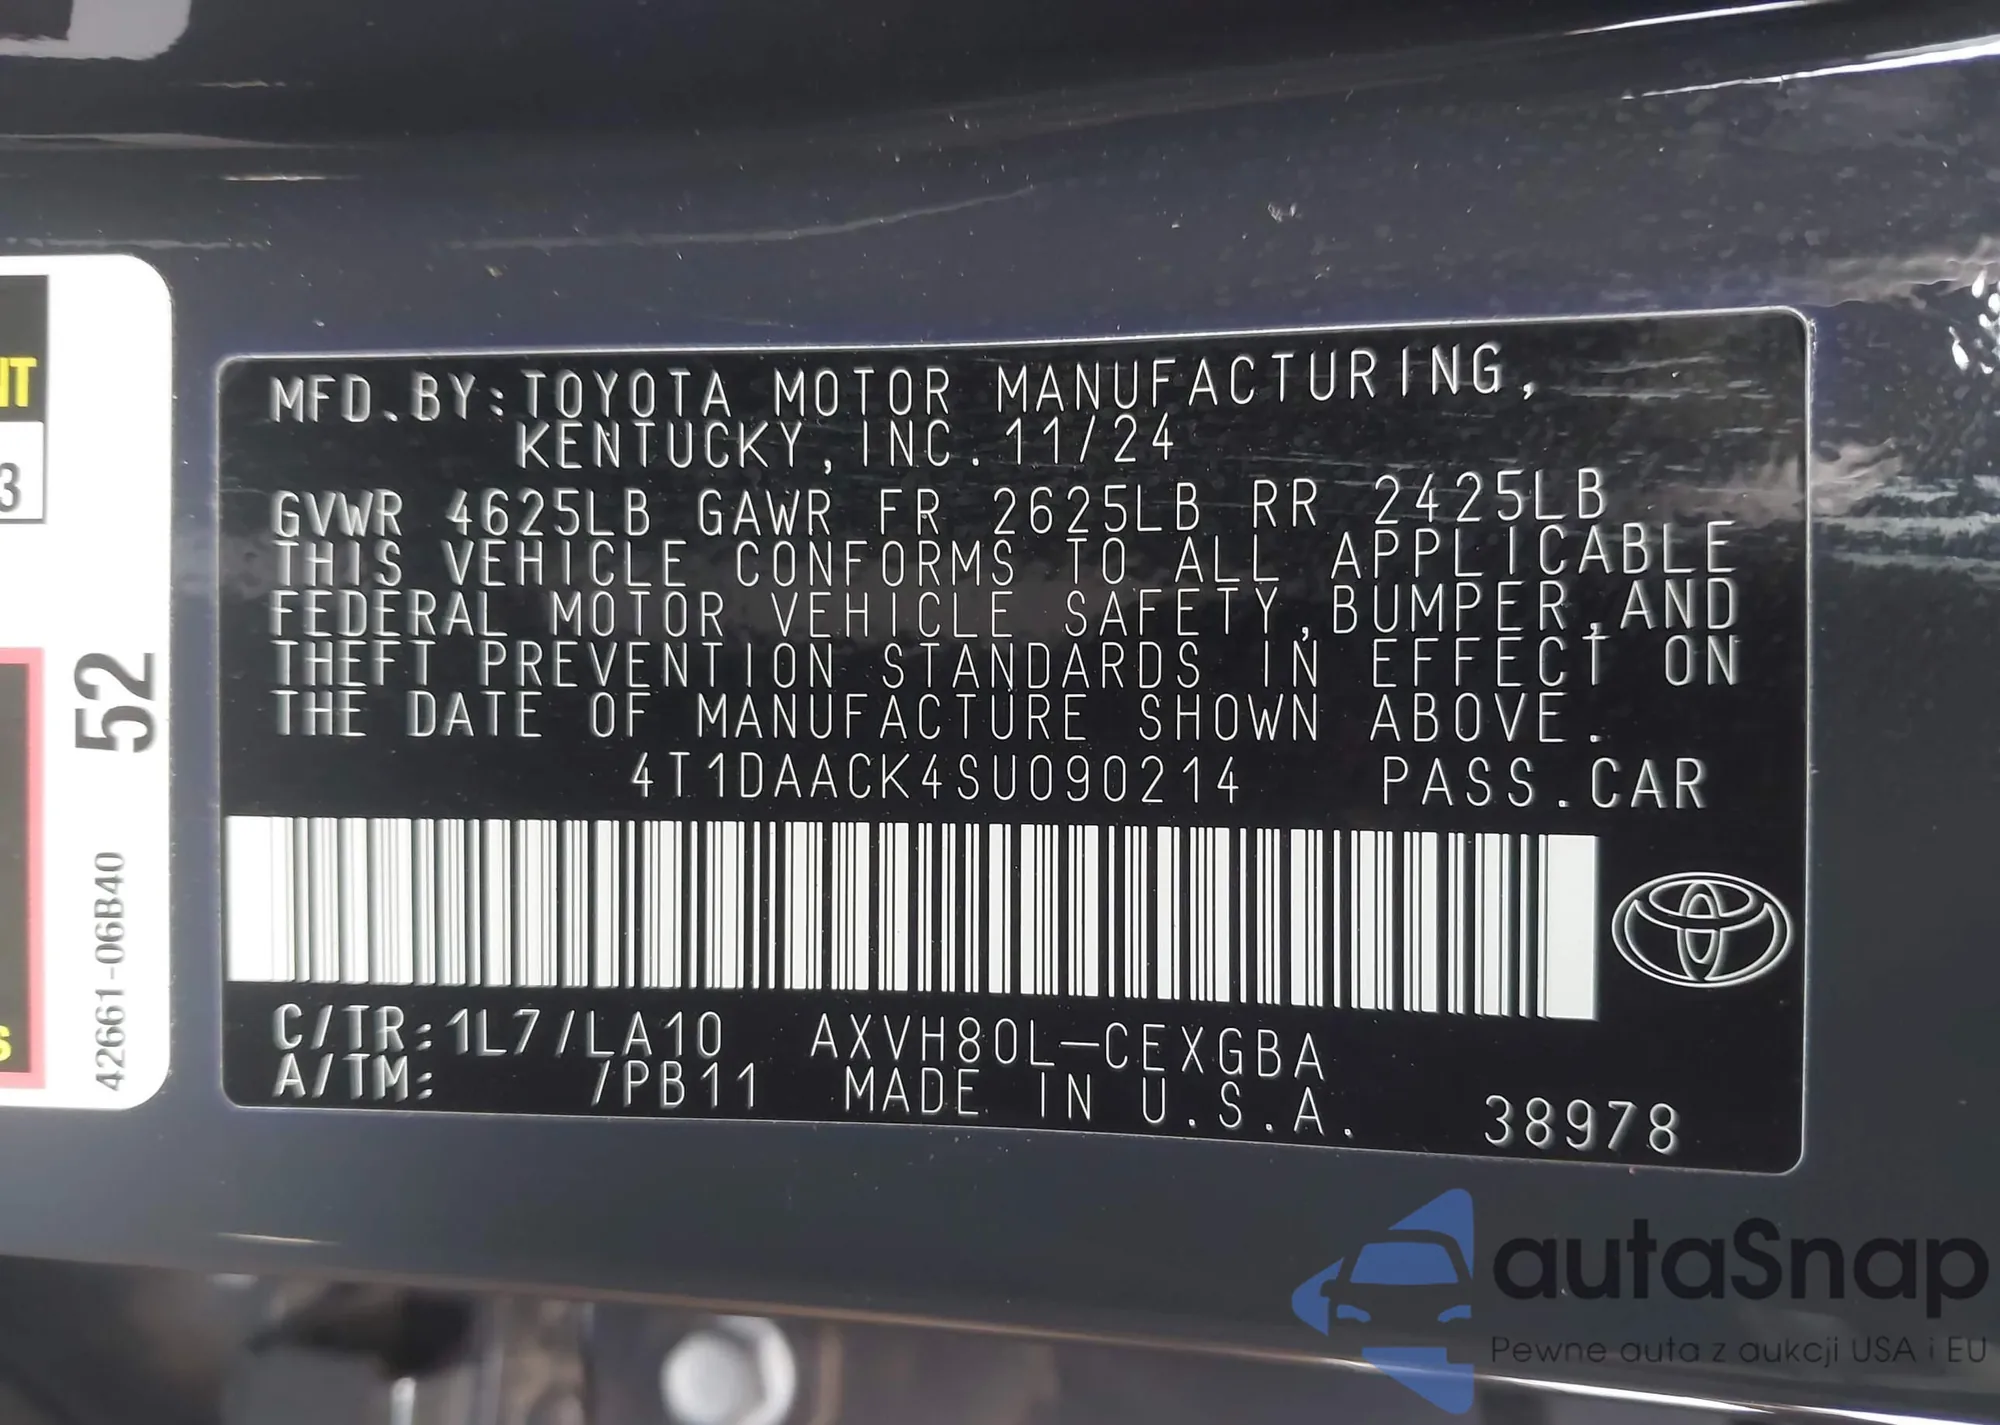 MFD.BY:TOYOTA MOTOR MANUFACTURING,
KENTUCKY,INC.11/24
GVWR 4625LB GAWR FR 2625LB RR 2425LB
THIS VEHICLE CONFORMS TO ALL APPLICABLE
FEDERAL MOTOR VEHICLE SAFETY,BUMPER,AND
THEFT PREVENTION STANDARDS IN EFFECT ON
THE DATE OF MANUFACTURE SHOWN ABOVE.
4T1DAACK4SU090214 PASS.CAR
C/TR:1L7/LA10 AXVH80L-CEXGBA
A/TM: /PB11 MADE IN U.S.A. 38978
52
42661-06B40
3
autaSnap
Pewne auta z aukcji USA i EU